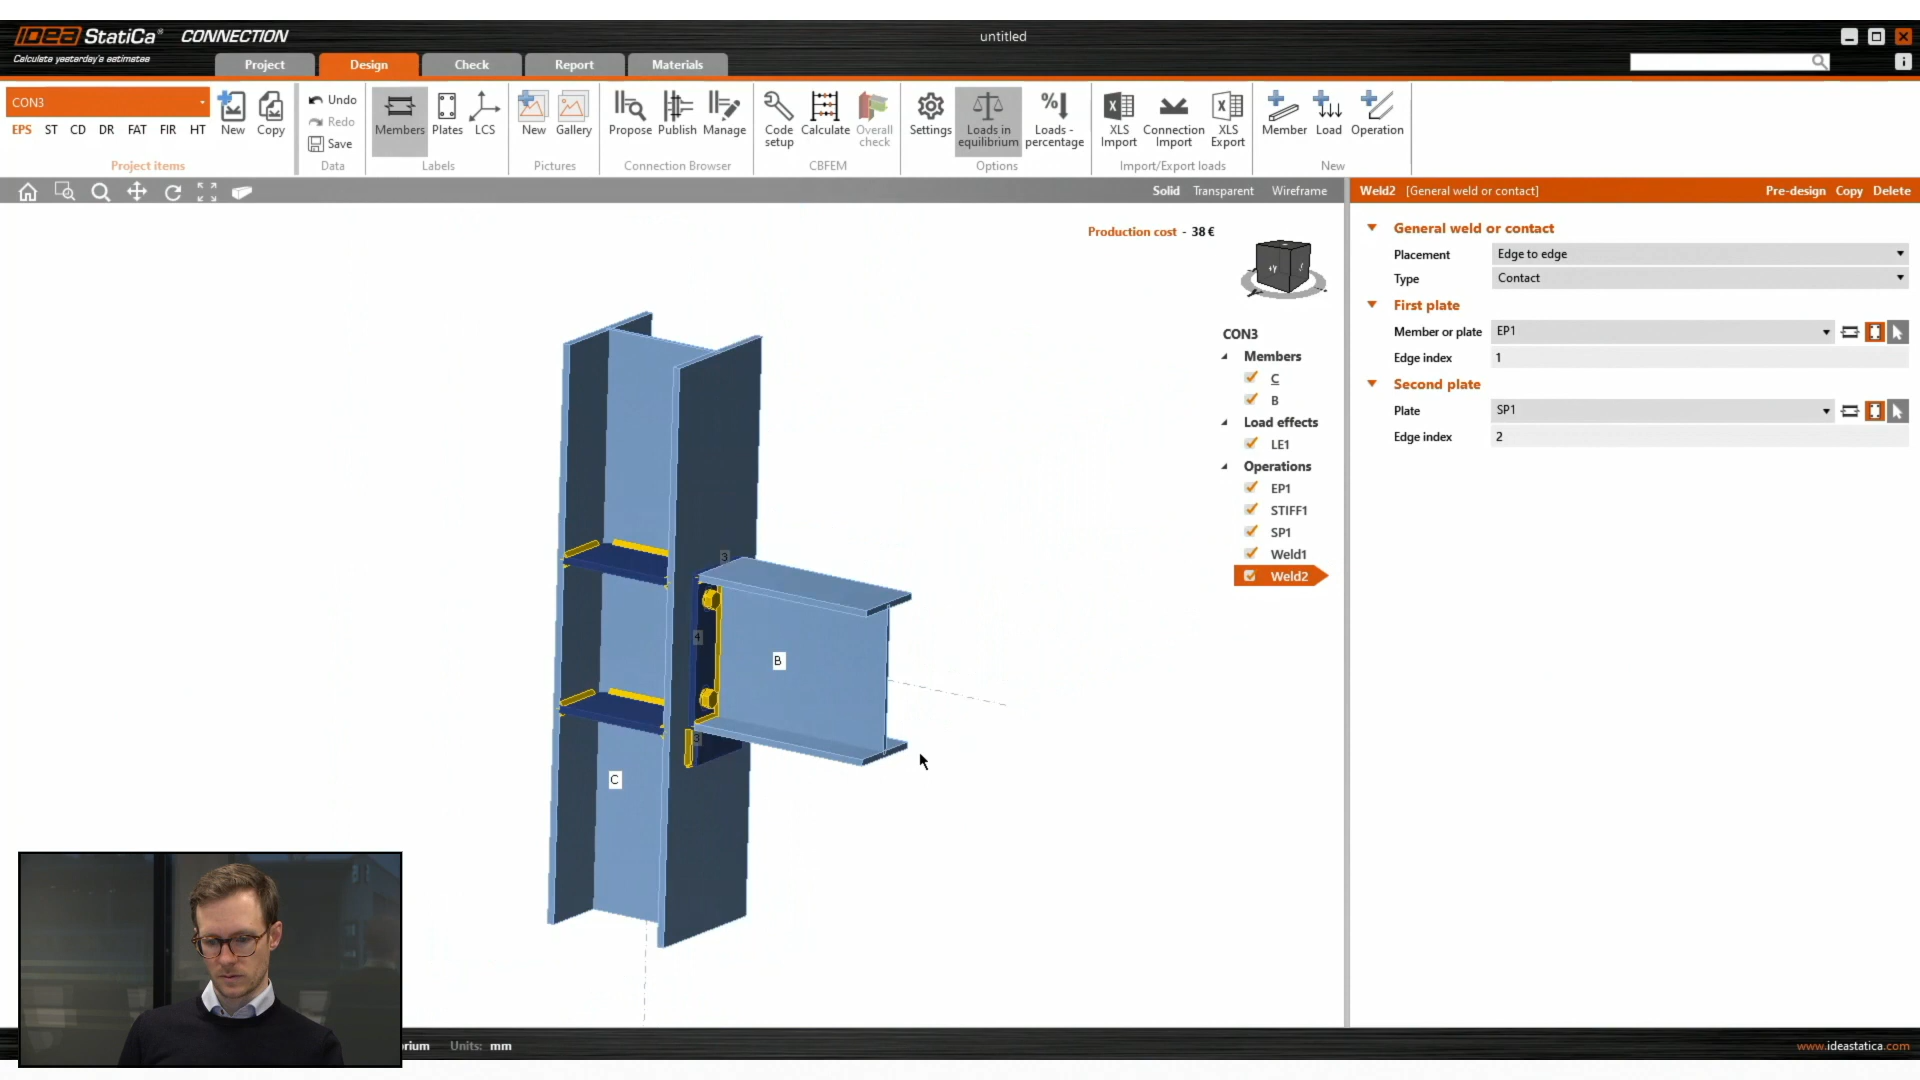 IDEA StatiCa® CONNECTION
Calculate yesterday's estimates
untitled
Project
Design
Check
Report
Materials
CON3
EPS ST CD DR FAT FIR HT
New
Copy
Project items
Undo
Redo
Save
Data
Members
Plates
LCS
Labels
New
Gallery
Pictures
Propose
Publish
Manage
Connection Browser
Code setup
Calculate
Overall check
CBFEM
Settings
Loads in equilibrium
Loads - percentage
Options
XLS Import
Connection Import
XLS Export
Import/Export loads
Member
Load
Operation
New
Solid Transparent Wireframe
Production cost - 38 €
+Y
CON3
Members
C
B
Load effects
LE1
Operations
EP1
STIFF1
SP1
Weld1
Weld2
3
4
B
C
Weld2 [General weld or contact]
Pre-design Copy Delete
General weld or contact
Placement Edge to edge
Type Contact
First plate
Member or plate EP1
Edge index 1
Second plate
Plate SP1
Edge index 2
rium Units: mm
www.ideastatica.com